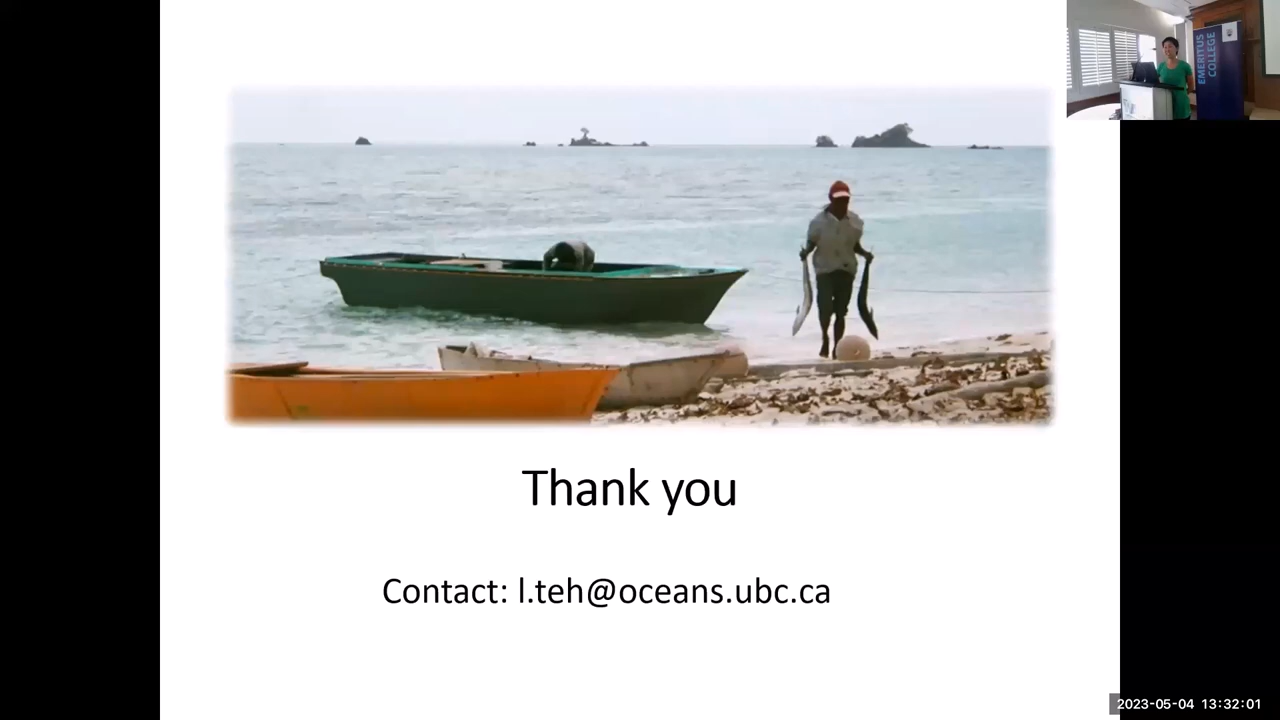 EMERITUS
COLLEGE
Thank you
Contact: l.teh@oceans.ubc.ca
2023-05-04 13:32:01